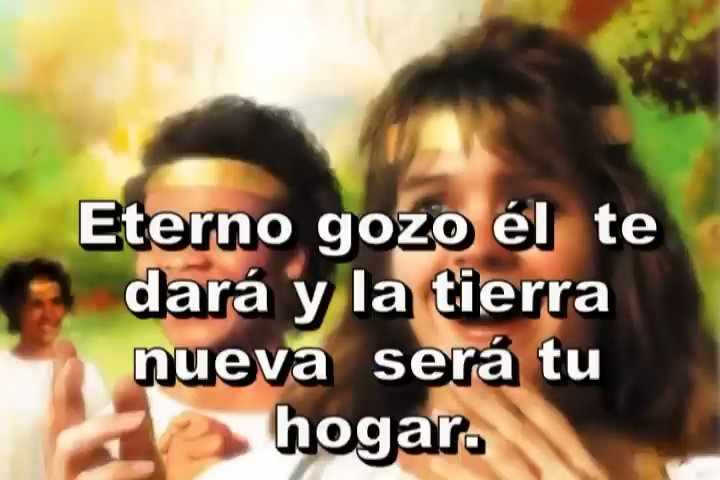 Eterno gozo él te
dará y la tierra
nueva será tu
hogar.